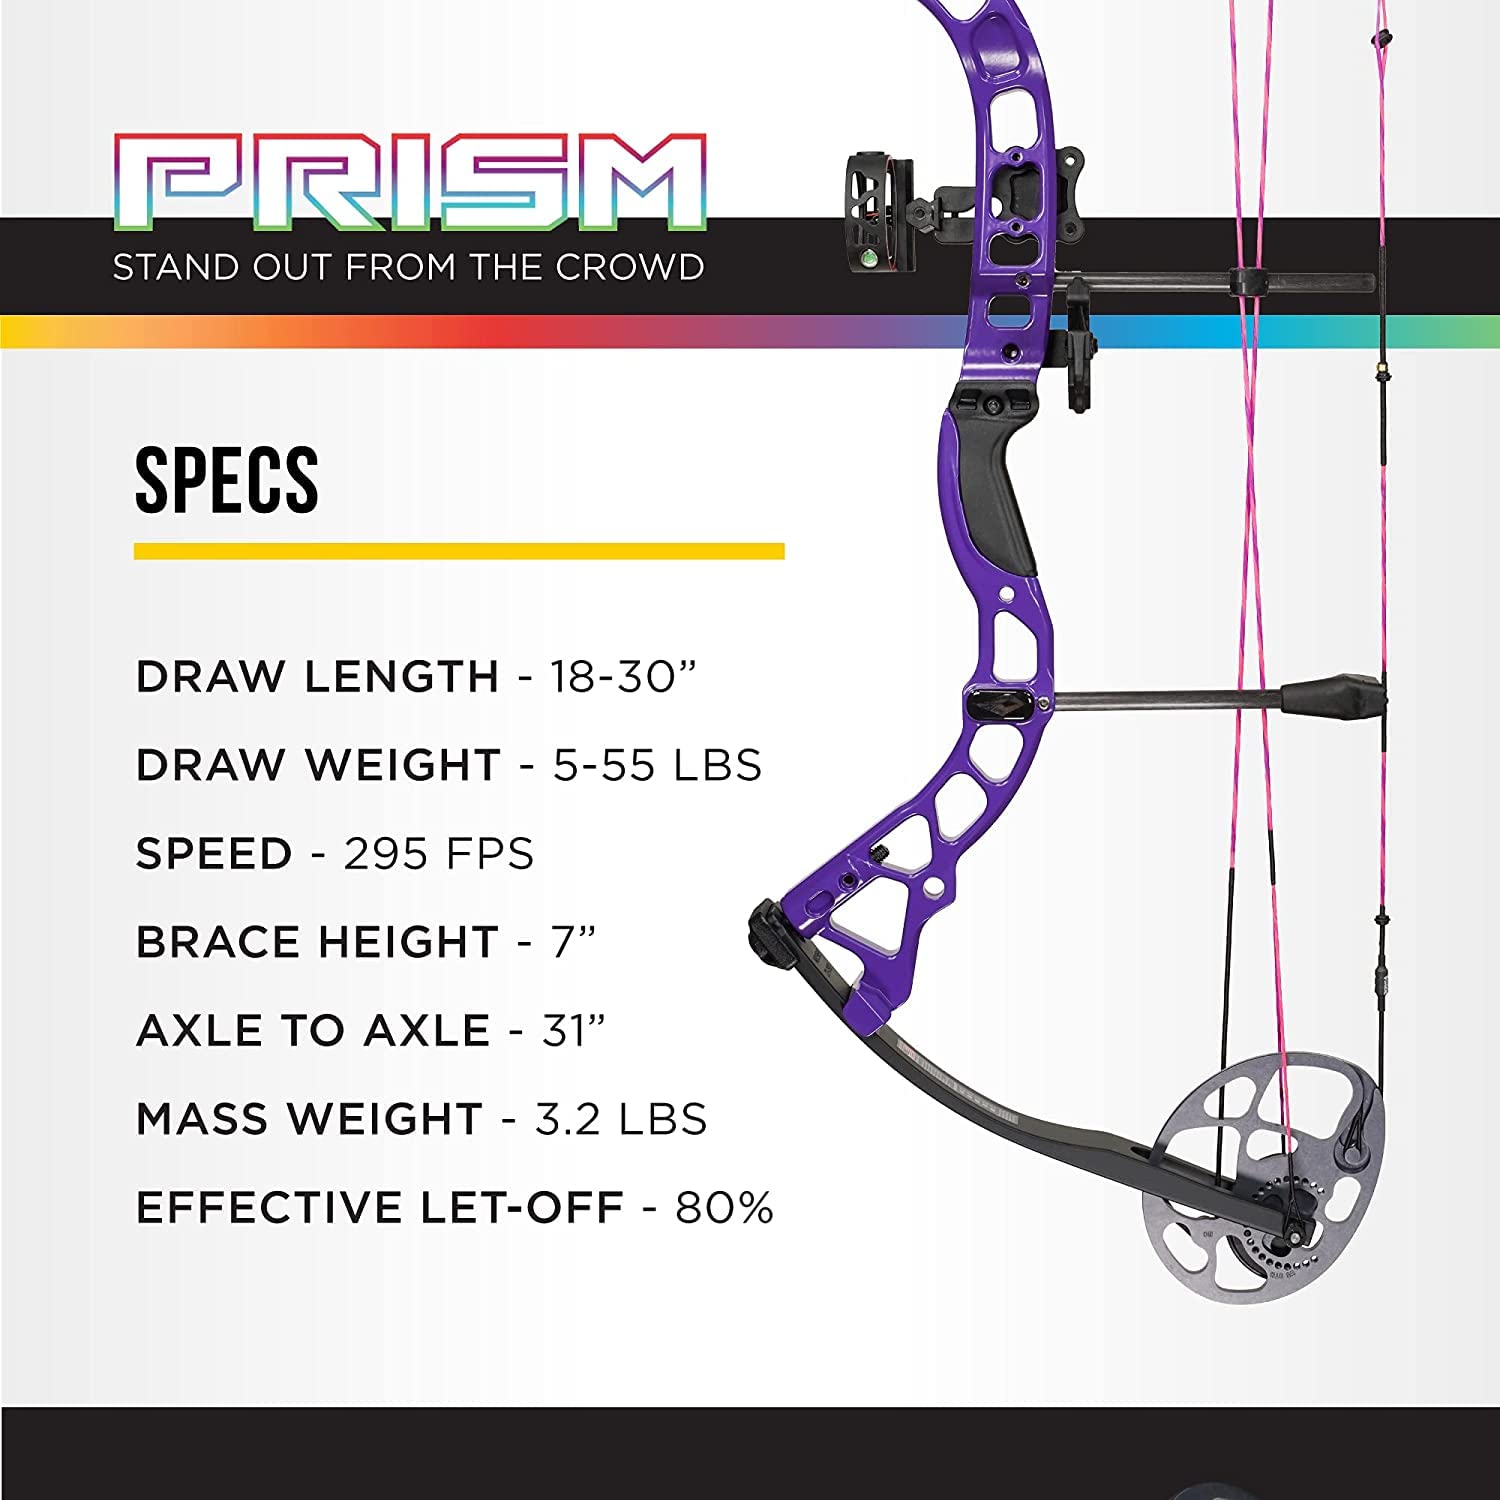 PRISM
STAND OUT FROM THE CROWD
SPECS
DRAW LENGTH - 18-30”
DRAW WEIGHT - 5-55 LBS
SPEED - 295 FPS
BRACE HEIGHT - 7”
AXLE TO AXLE - 31”
MASS WEIGHT - 3.2 LBS
EFFECTIVE LET-OFF - 80%